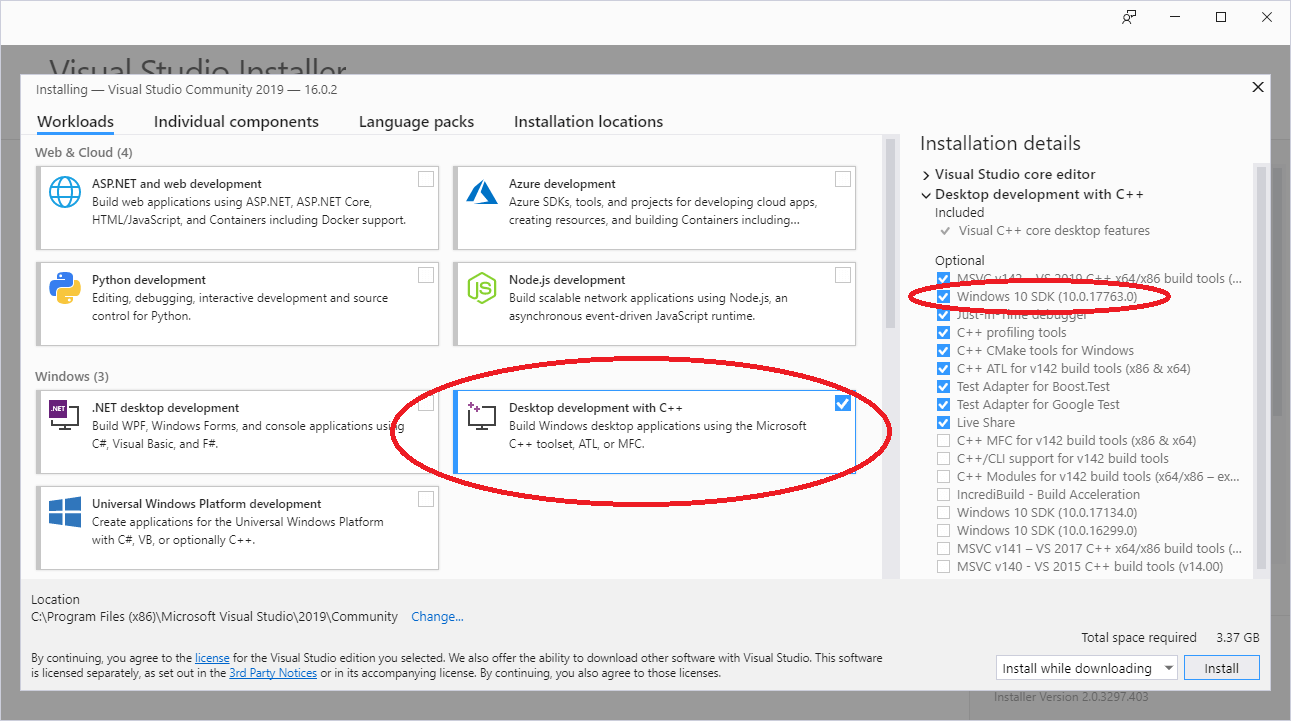 Visual Studio Installer
Installing — Visual Studio Community 2019 — 16.0.2
Workloads
Individual components
Language packs
Installation locations
Web & Cloud (4)
ASP.NET and web development
Build web applications using ASP.NET, ASP.NET Core,
HTML/JavaScript, and Containers including Docker support.
Azure development
Azure SDKs, tools, and projects for developing cloud apps,
creating resources, and building Containers including...
Python development
Editing, debugging, interactive development and source
control for Python.
Node.js development
Build scalable network applications using Node.js, an
asynchronous event-driven JavaScript runtime.
Windows (3)
.NET
.NET desktop development
Build WPF, Windows Forms, and console applications using
C#, Visual Basic, and F#.
Desktop development with C++
Build Windows desktop applications using the Microsoft
C++ toolset, ATL, or MFC.
Universal Windows Platform development
Create applications for the Universal Windows Platform
with C#, VB, or optionally C++.
Installation details
Visual Studio core editor
Desktop development with C++
Included
Visual C++ core desktop features
Optional
MSVC v142 – VS 2019 C++ x64/x86 build tools (...
Windows 10 SDK (10.0.17763.0)
Just-In-Time debugger
C++ profiling tools
C++ CMake tools for Windows
C++ ATL for v142 build tools (x86 & x64)
Test Adapter for Boost.Test
Test Adapter for Google Test
Live Share
C++ MFC for v142 build tools (x86 & x64)
C++/CLI support for v142 build tools
C++ Modules for v142 build tools (x64/x86 – ex...
IncrediBuild - Build Acceleration
Windows 10 SDK (10.0.17134.0)
Windows 10 SDK (10.0.16299.0)
MSVC v141 – VS 2017 C++ x64/x86 build tools (...
MSVC v140 - VS 2015 C++ build tools (v14.00)
Location
C:\Program Files (x86)\Microsoft Visual Studio\2019\Community Change...
By continuing, you agree to the license for the Visual Studio edition you selected. We also offer the ability to download other software with Visual Studio. This software
is licensed separately, as set out in the 3rd Party Notices or in its accompanying license. By continuing, you also agree to those licenses.
Total space required 3.37 GB
Install while downloading
Install
Installer Version 2.0.3297.403